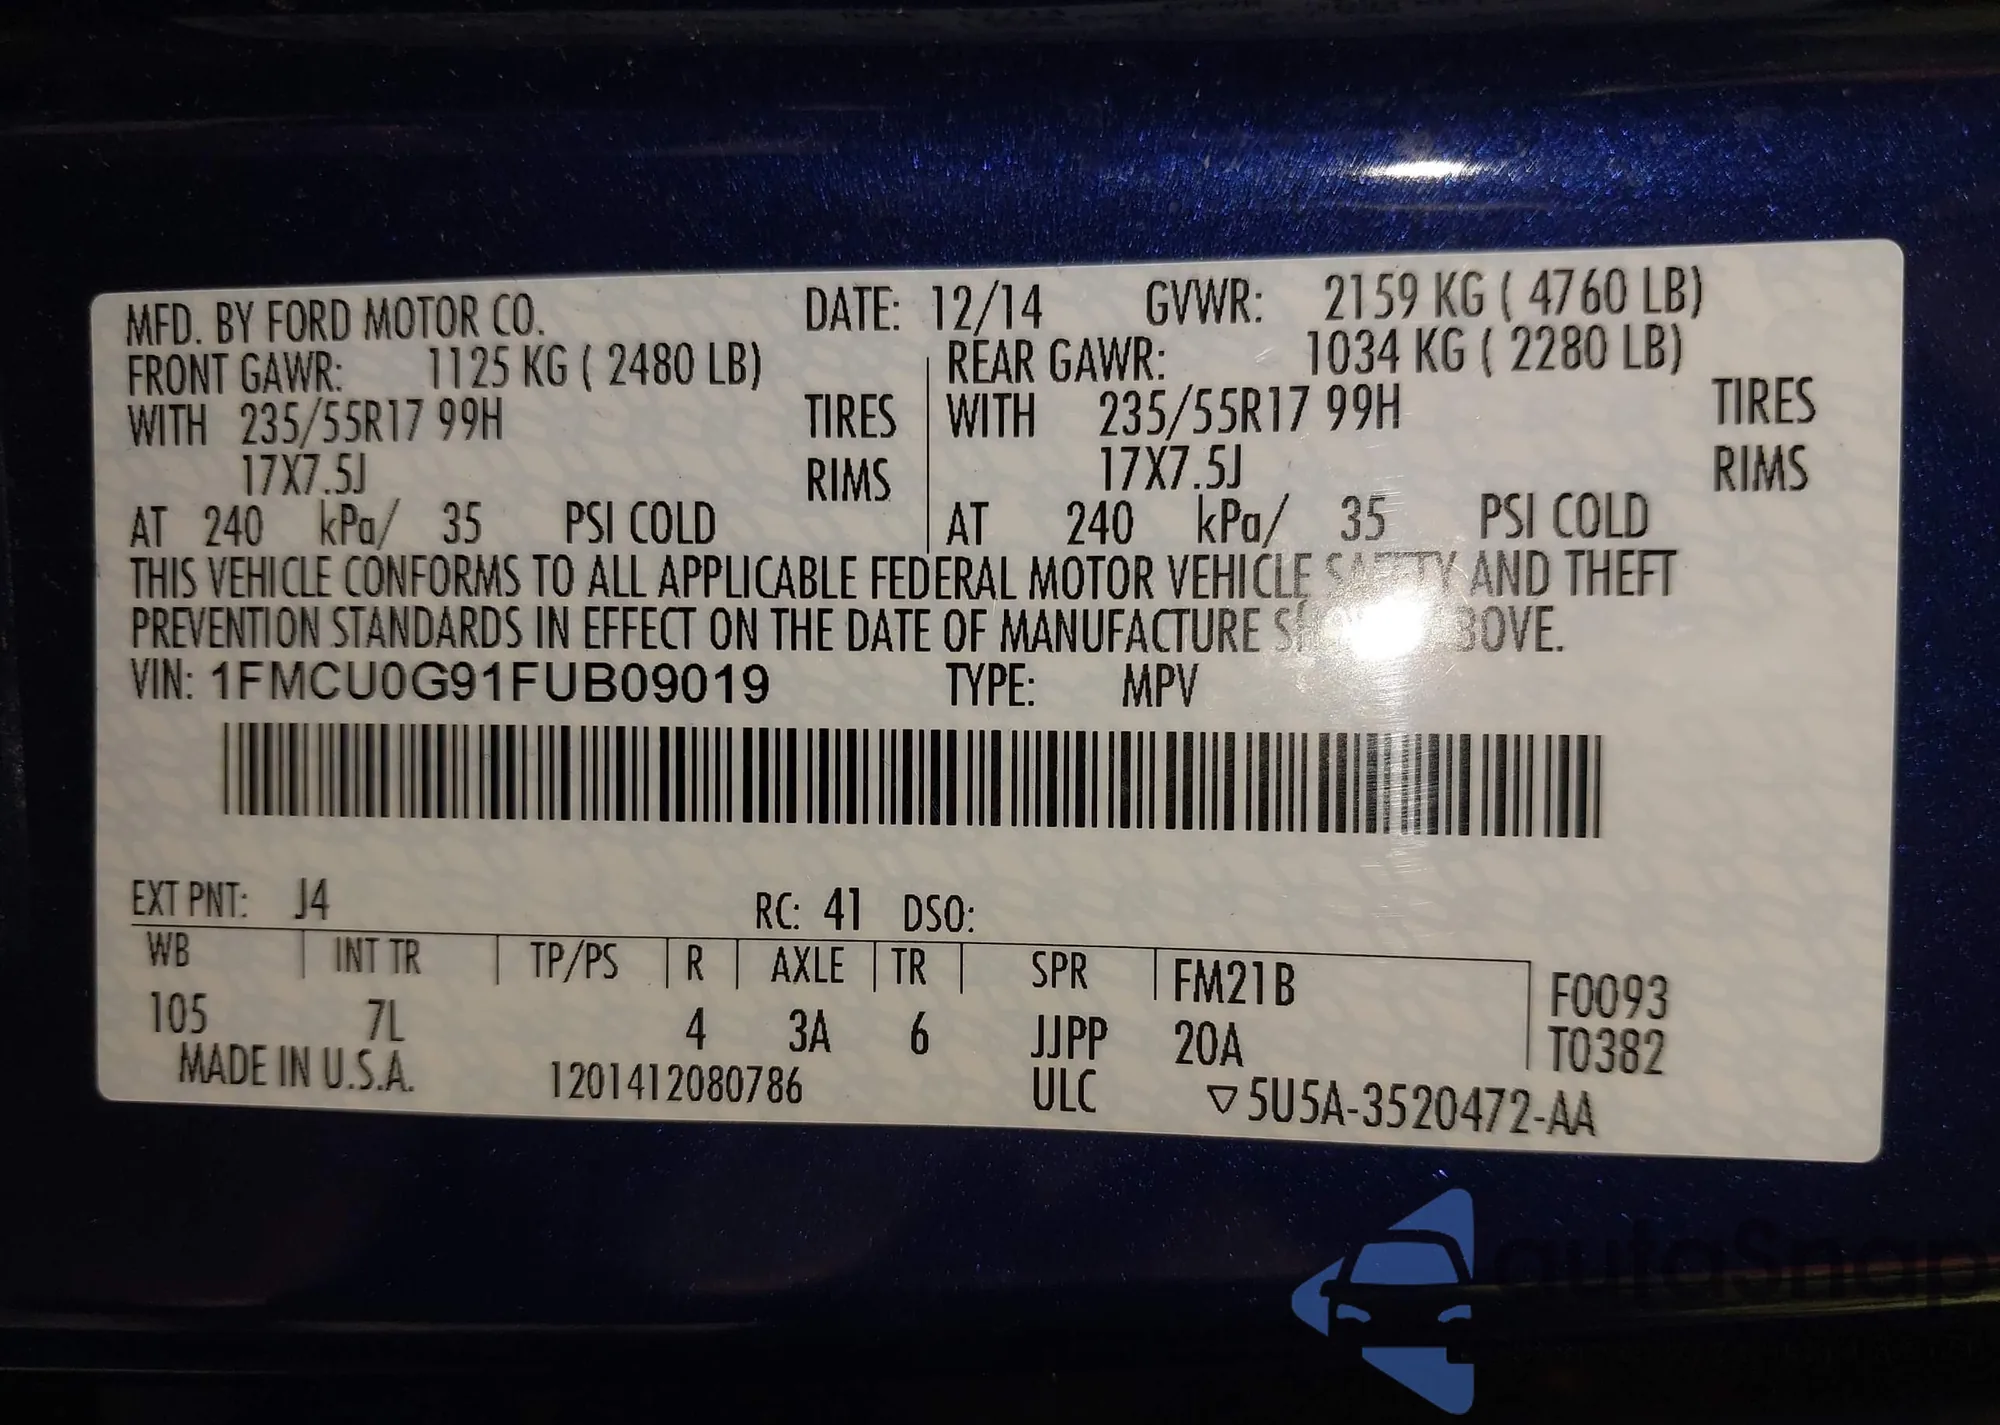 MFD. BY FORD MOTOR CO. DATE: 12/14 GVWR: 2159 KG ( 4760 LB)
FRONT GAWR: 1125 KG ( 2480 LB) REAR GAWR: 1034 KG ( 2280 LB)
WITH 235/55R17 99H TIRES WITH 235/55R17 99H TIRES
17X7.5J RIMS 17X7.5J RIMS
AT 240 kPa/ 35 PSI COLD AT 240 kPa/ 35 PSI COLD
THIS VEHICLE CONFORMS TO ALL APPLICABLE FEDERAL MOTOR VEHICLE SAFETY AND THEFT
PREVENTION STANDARDS IN EFFECT ON THE DATE OF MANUFACTURE ABOVE.
VIN: 1FMCU0G91FUB09019 TYPE: MPV
EXT PNT: J4 RC: 41 DSO:
WB INT TR TP/PS R AXLE TR SPR FM21B F0093
105 7L 4 3A 6 JJPP 20A T0382
MADE IN U.S.A. 1201412080786 ULC ▽5U5A-3520472-AA
autoSnap